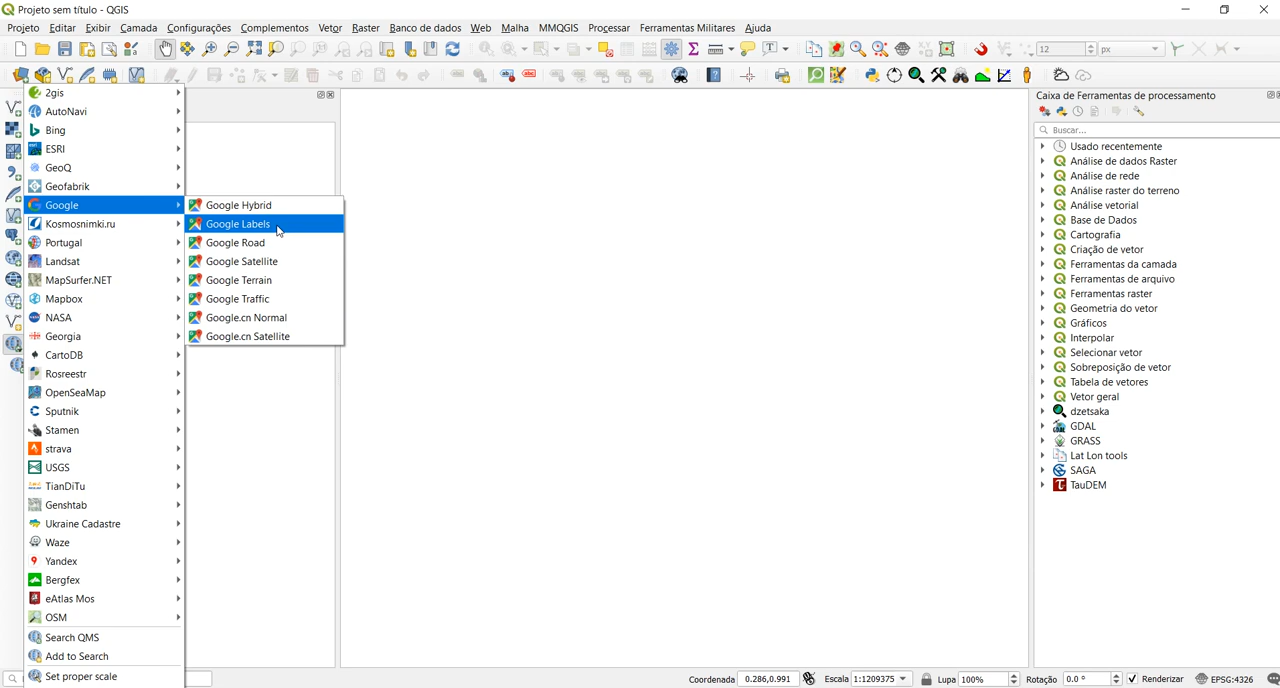 Projeto sem título - QGIS
Projeto Editar Exibir Camada Configurações Complementos Vetor Raster Banco de dados Web Malha MMQGIS Processar Ferramentas Militares Ajuda
12 px
2gis
AutoNavi
Bing
ESRI
GeoQ
Geofabrik
Google
Kosmosnimki.ru
Portugal
Landsat
MapSurfer.NET
Mapbox
NASA
Georgia
CartoDB
Rosreestr
OpenSeaMap
Sputnik
Stamen
strava
USGS
TianDiTu
Genshtab
Ukraine Cadastre
Waze
Yandex
Bergfex
eAtlas Mos
OSM
Search QMS
Add to Search
Set proper scale
Google Hybrid
Google Labels
Google Road
Google Satellite
Google Terrain
Google Traffic
Google.cn Normal
Google.cn Satellite
Caixa de Ferramentas de processamento
Buscar...
Usado recentemente
Análise de dados Raster
Análise de rede
Análise raster do terreno
Análise vetorial
Base de Dados
Cartografia
Criação de vetor
Ferramentas da camada
Ferramentas de arquivo
Ferramentas raster
Geometria do vetor
Gráficos
Interpolar
Selecionar vetor
Sobreposição de vetor
Tabela de vetores
Vetor geral
dzetsaka
GDAL
GRASS
Lat Lon tools
SAGA
TauDEM
Coordenada 0.286,0.991 Escala 1:1209375 Lupa 100% Rotação 0.0 ° Renderizar EPSG:4326